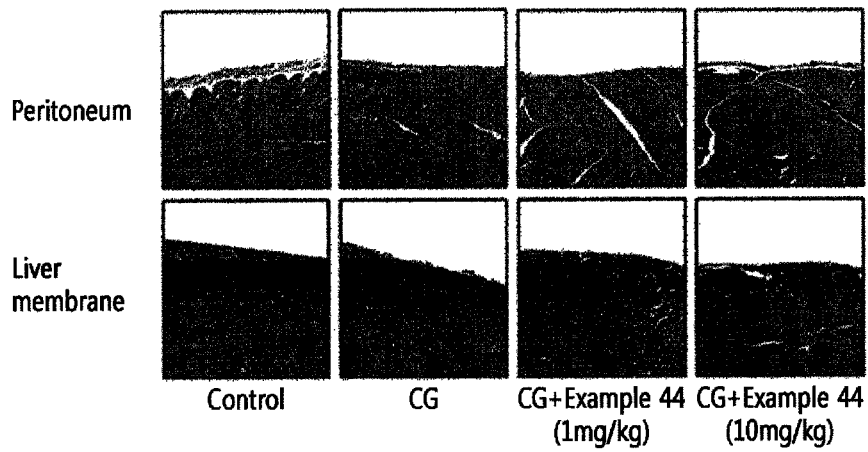 Peritoneum
Liver
membrane
Control
CG
CG+Example 44
(1mg/kg)
CG+Example 44
(10mg/kg)